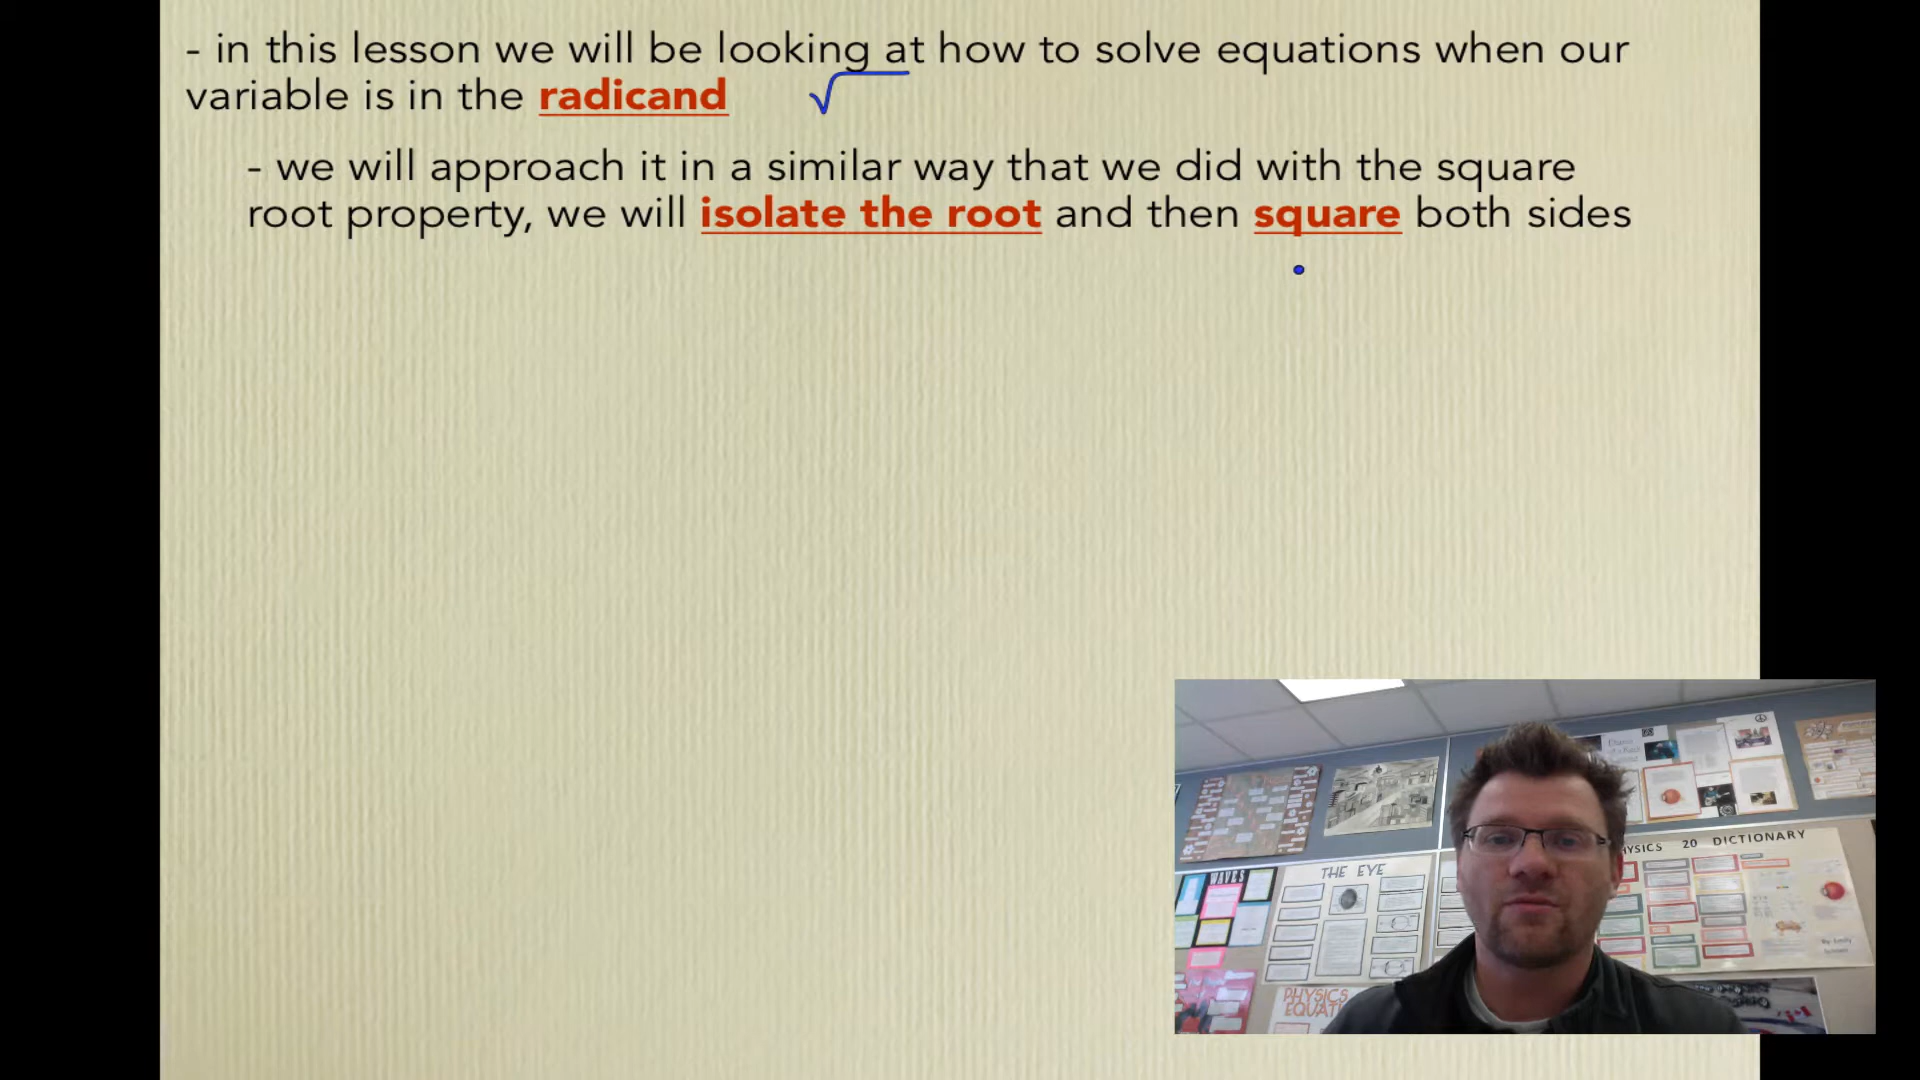 - in this lesson we will be looking at how to solve equations when our
variable is in the radicand √
- we will approach it in a similar way that we did with the square
root property, we will isolate the root and then square both sides
WAVES
THE EYE
PHYSICS
EQUATI
YSICS 20 DICTIONARY